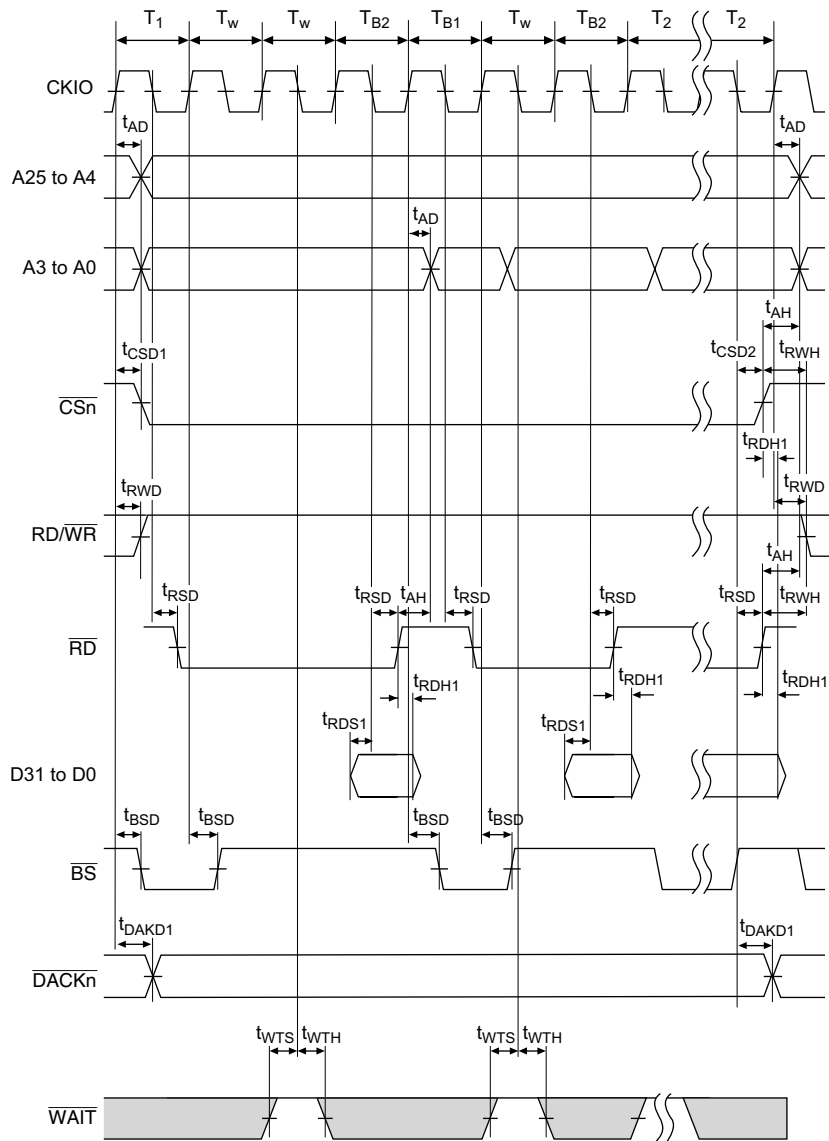 T1 Tw Tw TB2 TB1 Tw TB2 T2 T2
CKIO
tAD tAD
A25 to A4
tAD
A3 to A0
tAH
tCSD1 tCSD2 tRWH
CSn
tRDH1
tRWD tRWD
RD/WR
tAH
tRSD tRSD tAH tRSD tRSD tRSD tRWH
RD
tRDH1 tRDH1 tRDH1
tRDS1 tRDS1
D31 to D0
tBSD tBSD tBSD tBSD
BS
tDAKD1 tDAKD1
DACKn
tWTS tWTH tWTS tWTH
WAIT